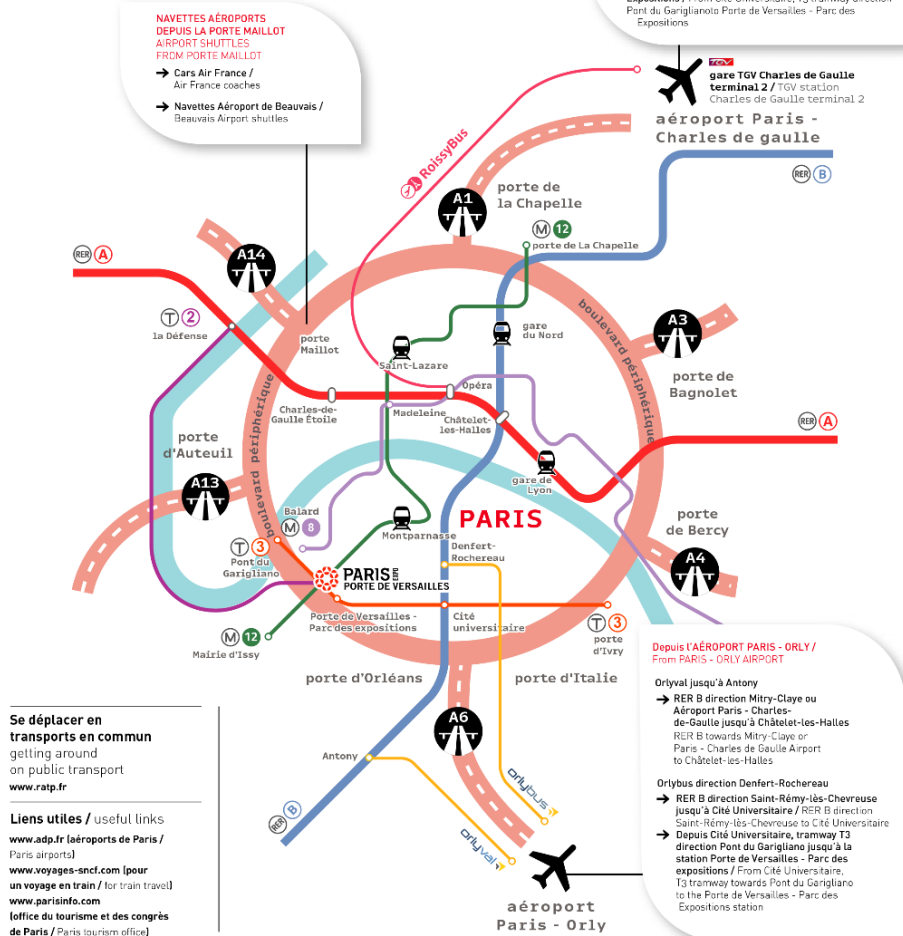 Expositions / From Cité Universitaire, T3 tramway direction
Pont du Gariglianoto Porte de Versailles - Parc des
Expositions
NAVETTES AÉROPORTS
DEPUIS LA PORTE MAILLOT
AIRPORT SHUTTLES
FROM PORTE MAILLOT
Cars Air France /
Air France coaches
Navettes Aéroport de Beauvais /
Beauvais Airport shuttles
TGV
gare TGV Charles de Gaulle
terminal 2 / TGV station
Charles de Gaulle terminal 2
aéroport Paris -
Charles de gaulle
RER B
RoissyBus
A1
porte de
la Chapelle
M 12
porte de La Chapelle
RER A
A14
T 2
la Défense
porte
Maillot
boulevard périphérique
gare
du Nord
A3
porte de
Bagnolet
Saint-Lazare
Opéra
Charles-de-
Gaulle Étoile
Madeleine
Châtelet-
les-Halles
RER A
boulevard périphérique
porte
d'Auteuil
A13
gare de
Lyon
Balard
M 8
PARIS
Montparnasse
porte
de Bercy
A4
T 3
Pont du
Garigliano
Denfert-
Rochereau
PARIS EXPO
PORTE DE VERSAILLES
Porte de Versailles -
Parc des expositions
Cité
universitaire
T 3
porte
d'Ivry
M 12
Mairie d'Issy
porte d'Orléans
porte d'Italie
A6
Antony
RER B
orlybus
orlyval
aéroport
Paris - Orly
Depuis l'AÉROPORT PARIS - ORLY /
From PARIS - ORLY AIRPORT
Orlyval jusqu'à Antony
RER B direction Mitry-Claye ou
Aéroport Paris - Charles-
de-Gaulle jusqu'à Châtelet-les-Halles
RER B towards Mitry-Claye or
Paris - Charles de Gaulle Airport
to Châtelet-les-Halles
Orlybus direction Denfert-Rochereau
RER B direction Saint-Rémy-lès-Chevreuse
jusqu'à Cité Universitaire / RER B direction
Saint-Rémy-lès-Chevreuse to Cité Universitaire
Depuis Cité Universitaire, tramway T3
direction Pont du Garigliano jusqu'à la
station Porte de Versailles - Parc des
expositions / From Cité Universitaire,
T3 tramway towards Pont du Garigliano
to the Porte de Versailles - Parc des
Expositions station
Se déplacer en
transports en commun
getting around
on public transport
www.ratp.fr
Liens utiles / useful links
www.adp.fr (aéroports de Paris /
Paris airports)
www.voyages-sncf.com (pour
un voyage en train / for train travel)
www.parisinfo.com
(office du tourisme et des congrès
de Paris / Paris tourism office)